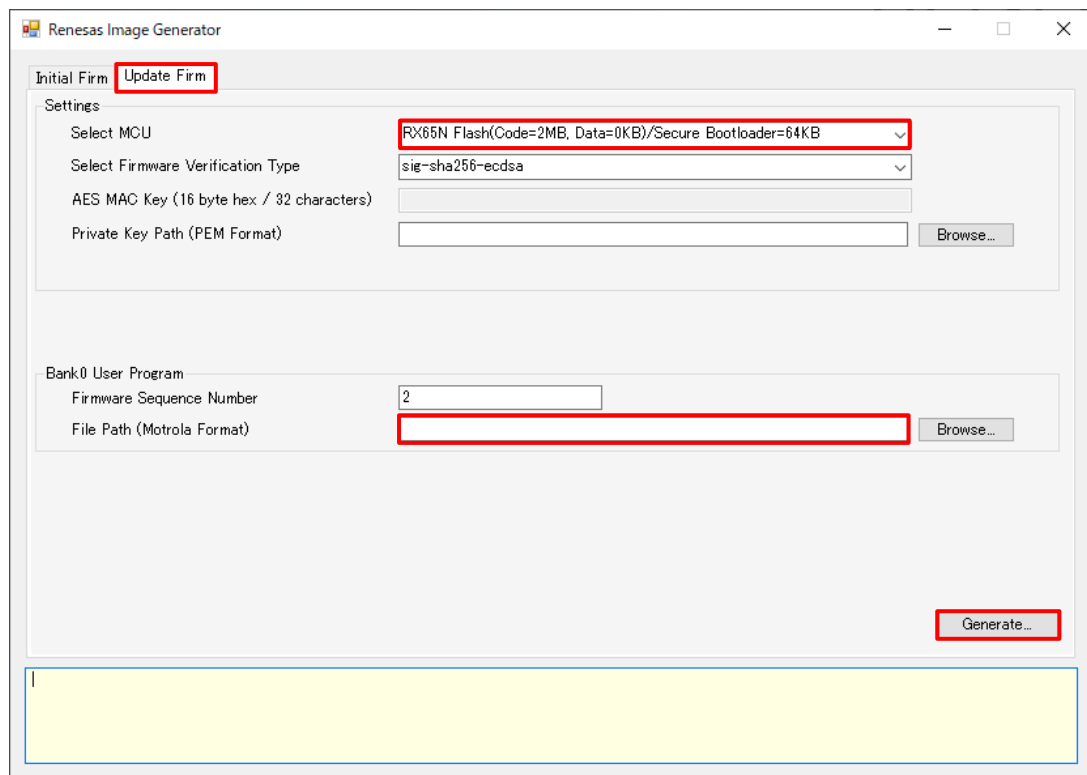 Renesas Image Generator
Initial Firm Update Firm
Settings
Select MCU RX65N Flash(Code=2MB, Data=0KB)/Secure Bootloader=64KB
Select Firmware Verification Type sig-sha256-ecdsa
AES MAC Key (16 byte hex / 32 characters)
Private Key Path (PEM Format) Browse...
Bank0 User Program
Firmware Sequence Number 2
File Path (Motrola Format) Browse...
Generate...